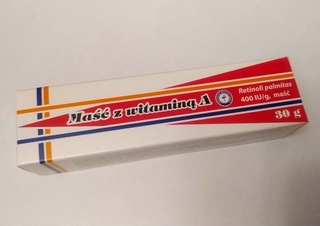 Maść z witaminą A
Retinoli palmitas
400 IU/g, maść
30 g